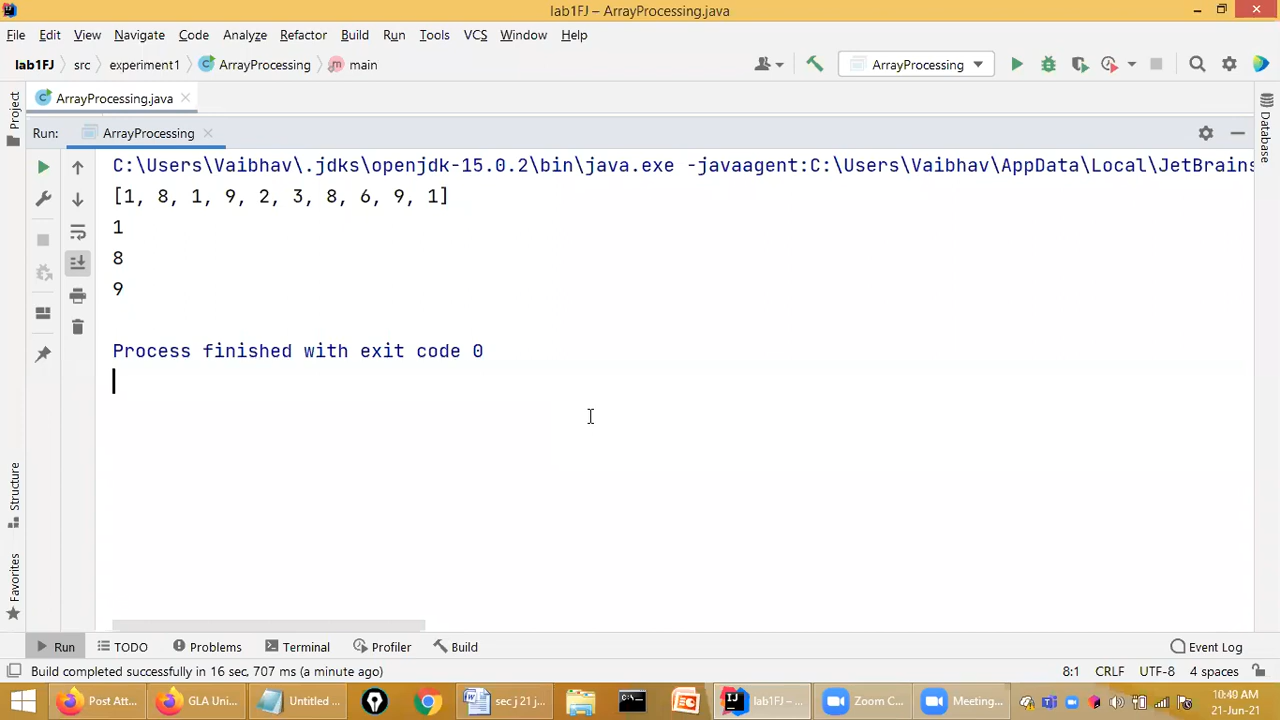 lab1FJ – ArrayProcessing.java
File Edit View Navigate Code Analyze Refactor Build Run Tools VCS Window Help
lab1FJ src experiment1 ArrayProcessing main ArrayProcessing
ArrayProcessing.java
Project
Database
Run: ArrayProcessing
C:\Users\Vaibhav\.jdks\openjdk-15.0.2\bin\java.exe -javaagent:C:\Users\Vaibhav\AppData\Local\JetBrains
[1, 8, 1, 9, 2, 3, 8, 6, 9, 1]
1
8
9
Process finished with exit code 0
Structure
Favorites
Run TODO Problems Terminal Profiler Build Event Log
Build completed successfully in 16 sec, 707 ms (a minute ago) 8:1 CRLF UTF-8 4 spaces
Post Att... GLA Uni... Untitled ... sec j 21 j... lab1FJ – ... Zoom C... Meeting... 10:40 AM
21-Jun-21